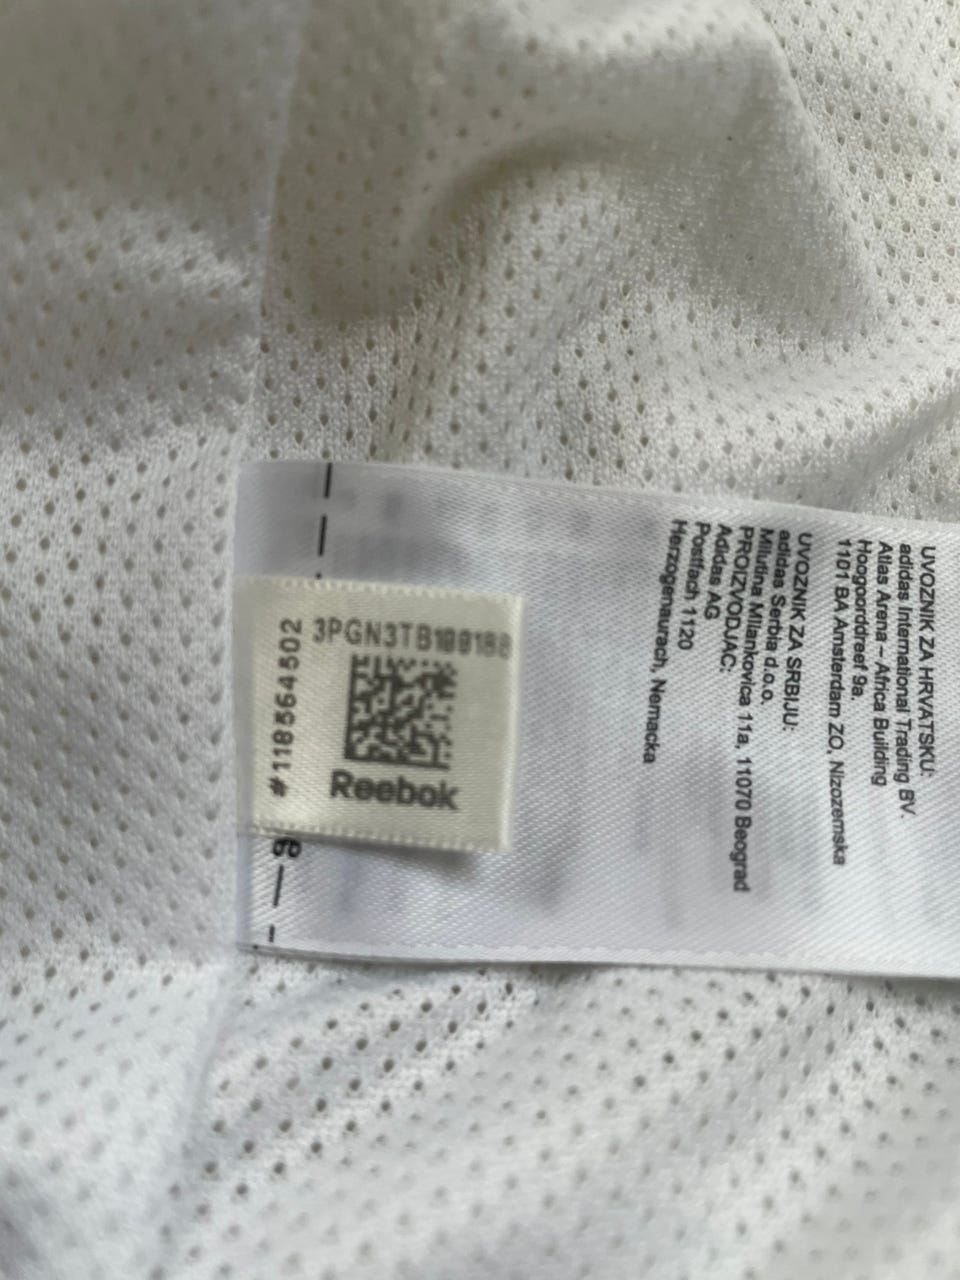 UVOZNIK ZA HRVATSKU:
adidas International Trading BV.
Atlas Arena – Africa Building
Hoogoorddreef 9a.
1101 BA Amsterdam ZO, Nizozemska
UVOZNIK ZA SRBIJU:
adidas Serbia d.o.o.
Milutina Milankovica 11a, 11070 Beograd
PROIZVODJAC:
Adidas AG
Postfach 1120
Herzogenaurach, Nemacka
#118564502
Reebok